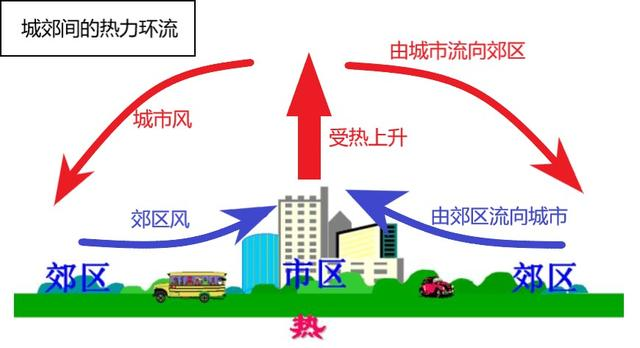 城郊间的热力环流
由城市流向郊区
城市风
受热上升
郊区风
由郊区流向城市
郊区
市区
郊区
热